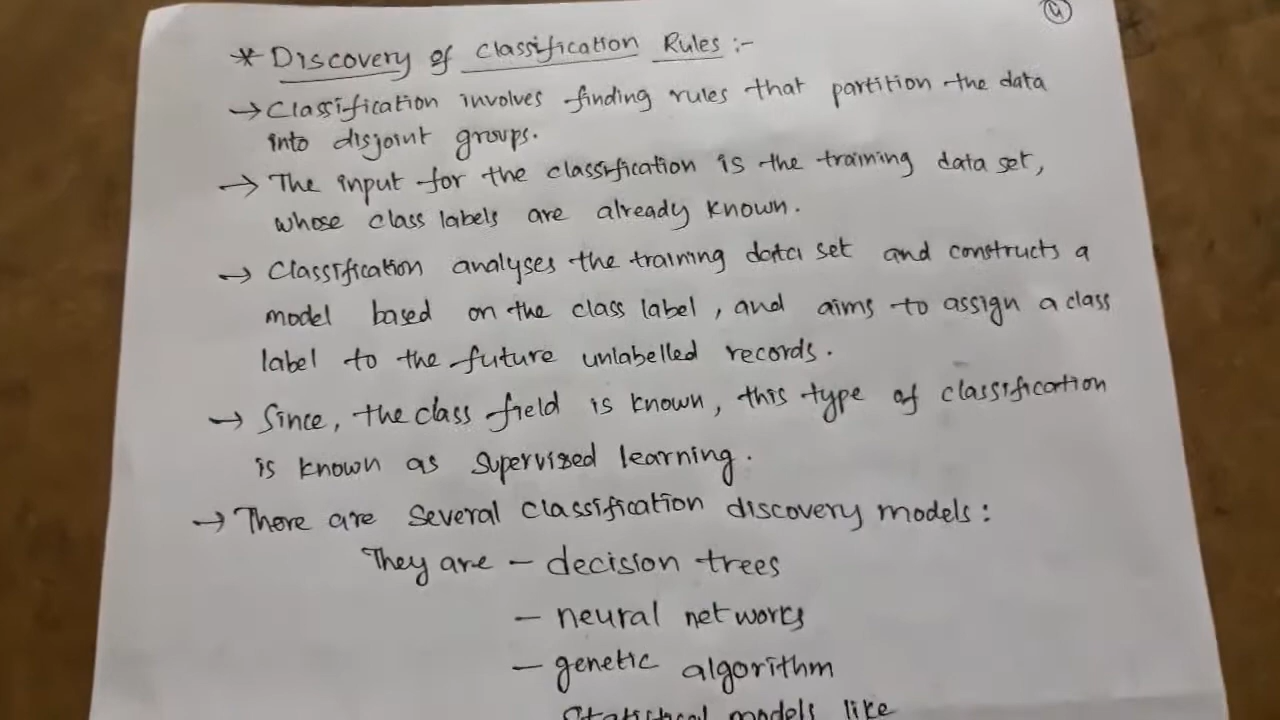 4
* Discovery of classification Rules :-
→ Classification involves finding rules that partition the data
into disjoint groups.
→ The input for the classification is the training data set,
whose class labels are already known.
→ Classification analyses the training data set and constructs a
model based on the class label, and aims to assign a class
label to the future unlabelled records.
→ Since, the class field is known, this type of classification
is known as supervised learning.
→ There are several classification discovery models:
They are - decision trees
- neural networks
- genetic algorithm
Statistical models like